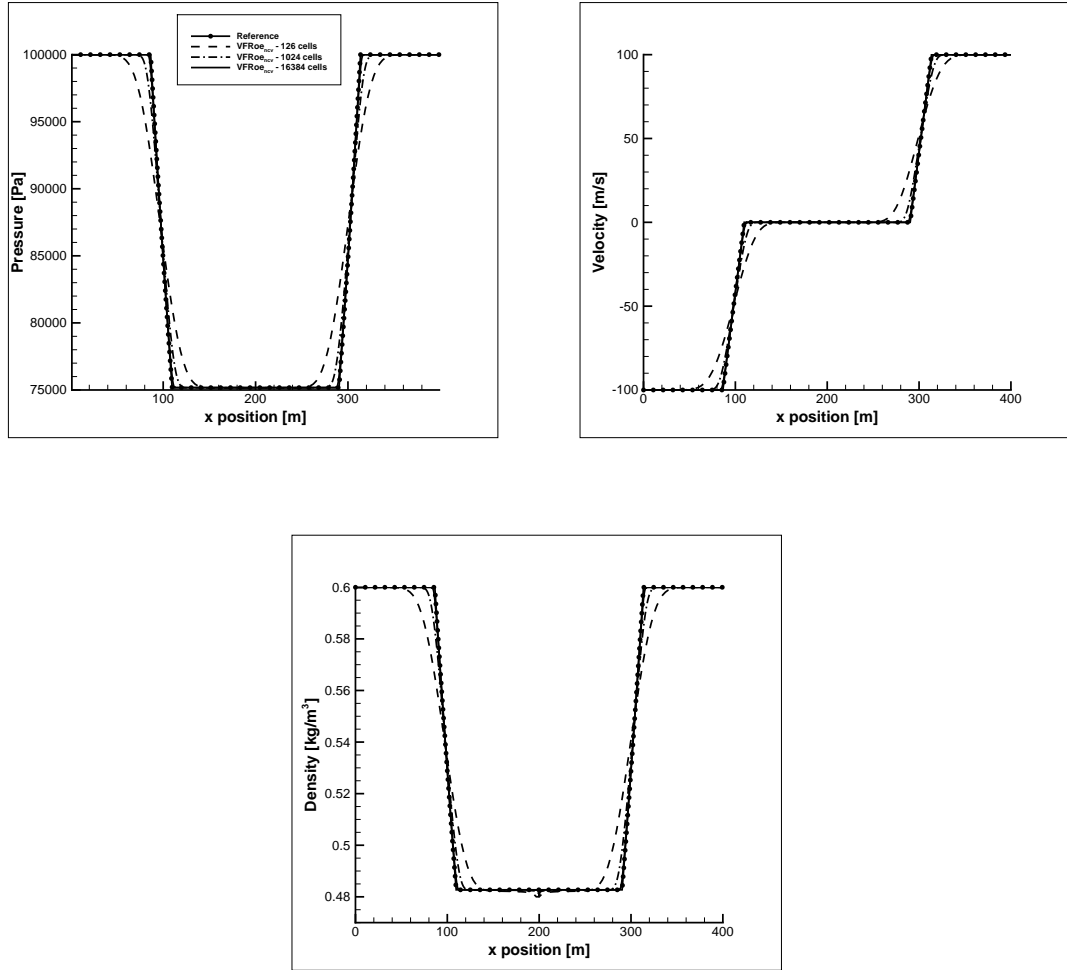 Reference
VFRoe_ncv - 126 cells
VFRoe_ncv - 1024 cells
VFRoe_ncv - 16384 cells
100000
95000
90000
85000
80000
75000
Pressure [Pa]
100 200 300
x position [m]
100
50
0
-50
-100
Velocity [m/s]
0 100 200 300 400
x position [m]
0.6
0.58
0.56
0.54
0.52
0.5
0.48
Density [kg/m³]
0 100 200 300 400
x position [m]